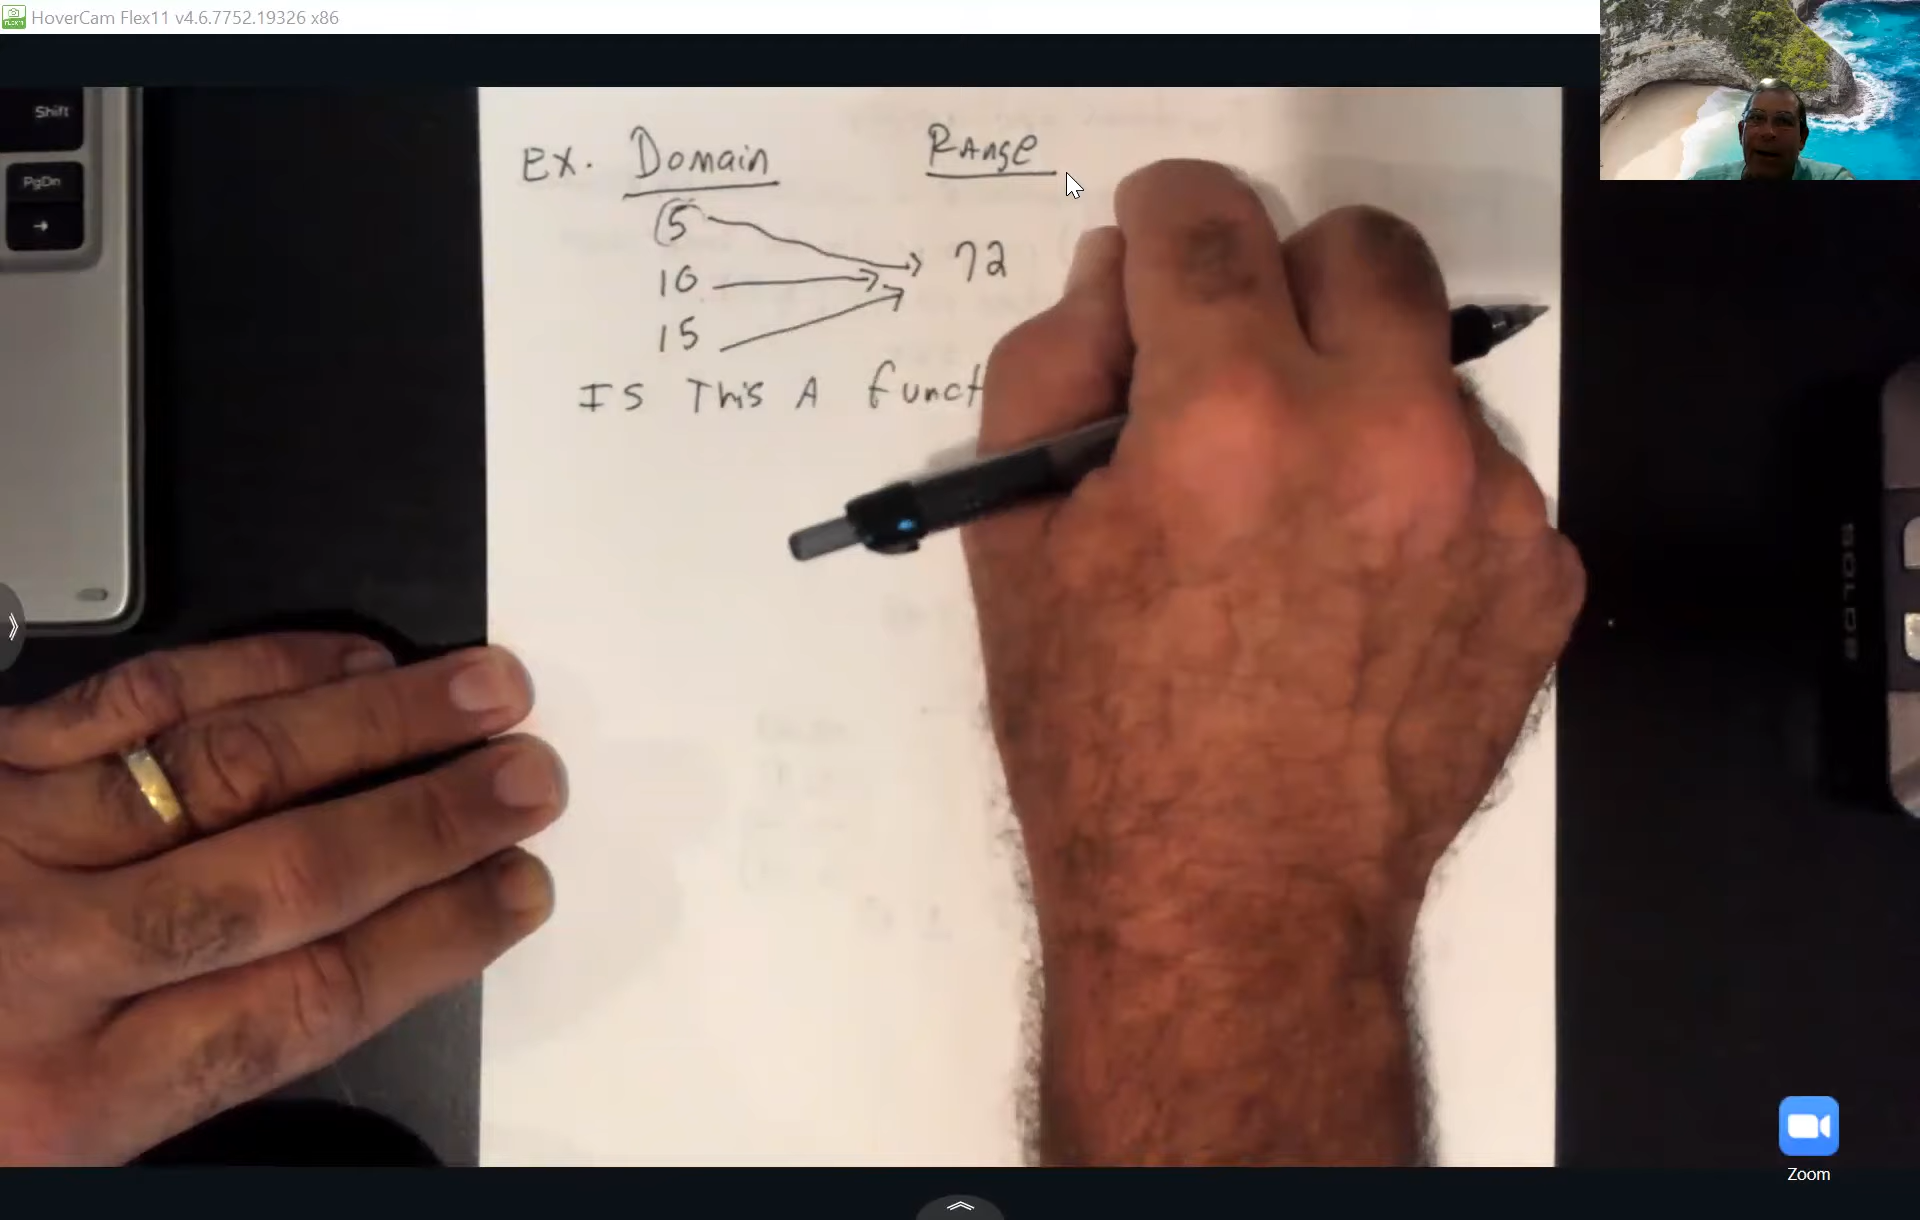 HoverCam Flex11 v4.6.7752.19326 x86
Shift
PgDn
Ex. Domain Range
5
10
15
72
Is This A funct
Zoom